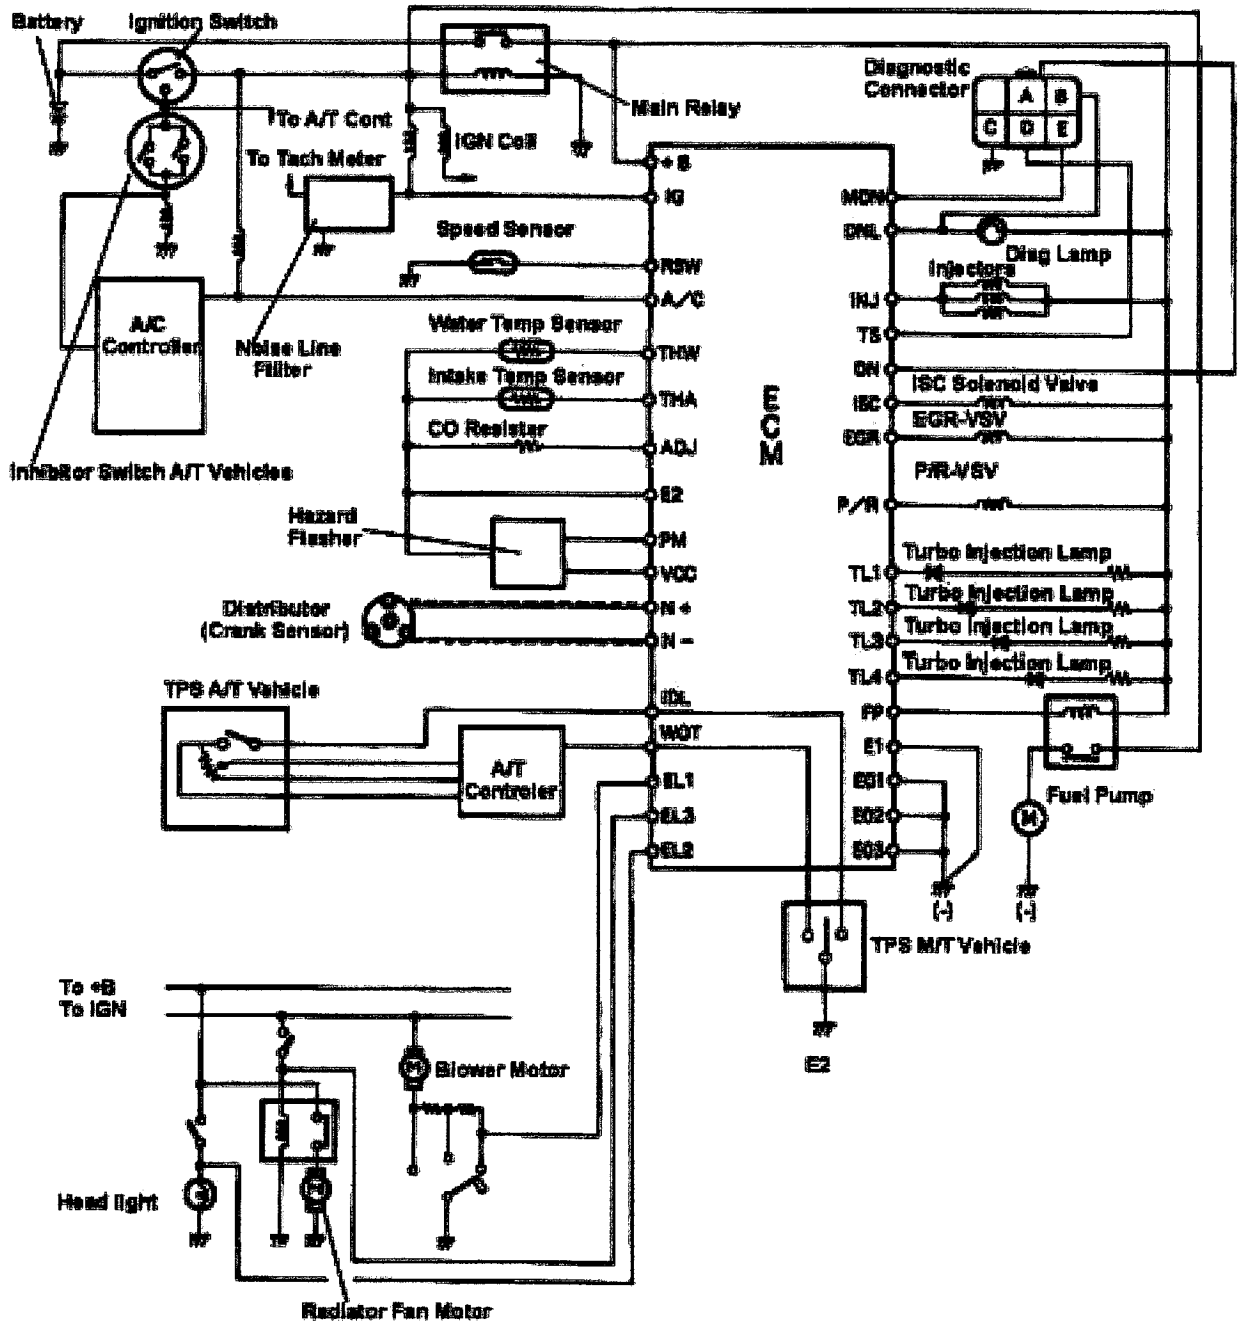 Battery
Ignition Switch
To A/T Cont
To Tach Meter
IGN Coil
Main Relay
Diagnostic
Connector
A B
C D E
+B
IG
Speed Sensor
RSW
A/C
A/C
Controller
Noise Line
Fillter
Water Temp Sensor
THW
Intake Temp Sensor
THA
CO Resister
ADJ
Inhibitor Switch A/T Vehicles
E2
Hazard
Flasher
PM
VCC
Distributor
(Crank Sensor)
N +
N -
TPS A/T Vehicle
IDL
WOT
A/T
Controler
EL1
EL3
EL2
ECM
MON
DNL
Diag Lamp
Injectors
INJ
TS
DN
ISC Solenoid Valve
ISC
EGR-VSV
EGR
P/R-VSV
P/R
Turbo Injection Lamp
TL1
Turbo Injection Lamp
TL2
Turbo Injection Lamp
TL3
Turbo Injection Lamp
TL4
FP
E1
E01
E02
E03
Fuel Pump
M
(-)
(-)
TPS M/T Vehicle
E2
To +B
To IGN
M
Blower Motor
Head light
Radiator Fan Motor